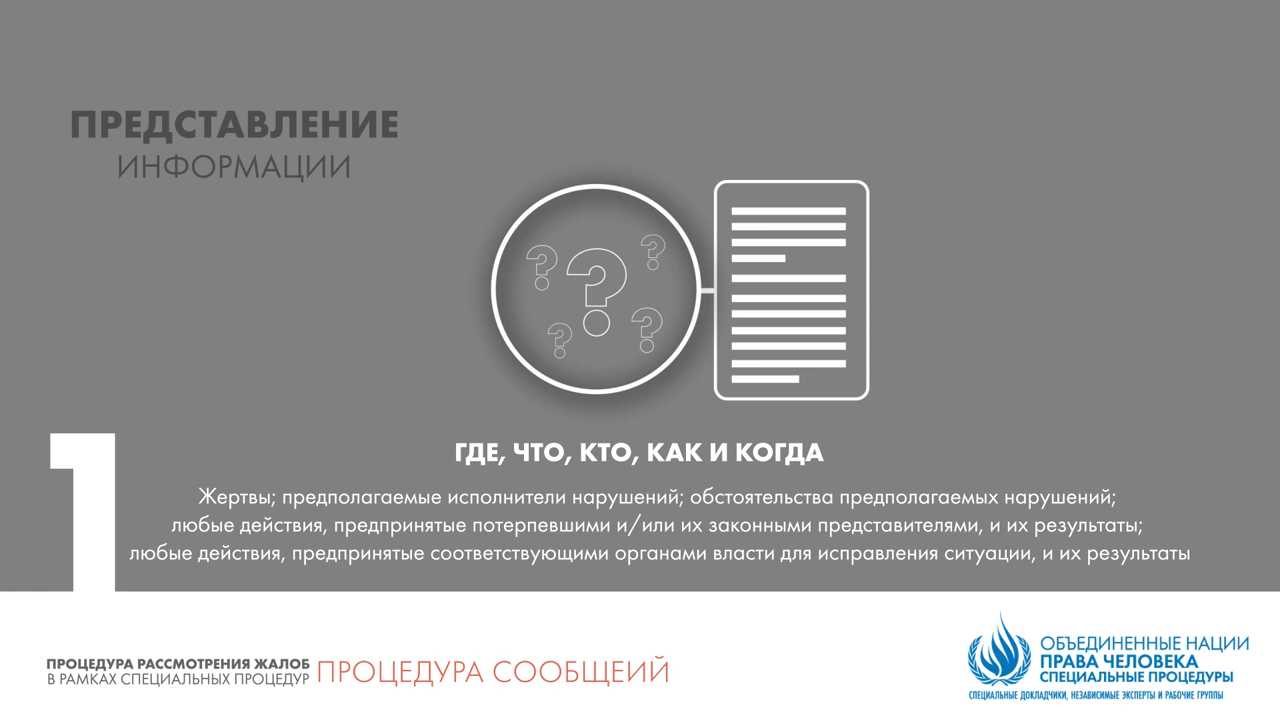 ПРЕДСТАВЛЕНИЕ
ИНФОРМАЦИИ
? ? ? ? ?
ГДЕ, ЧТО, КТО, КАК И КОГДА
1
Жертвы; предполагаемые исполнители нарушений; обстоятельства предполагаемых нарушений;
любые действия, предпринятые потерпевшими и/или их законными представителями, и их результаты;
любые действия, предпринятые соответствующими органами власти для исправления ситуации, и их результаты
ПРОЦЕДУРА РАССМОТРЕНИЯ ЖАЛОБ
В РАМКАХ СПЕЦИАЛЬНЫХ ПРОЦЕДУР
ПРОЦЕДУРА СООБЩЕИЙ
ОБЪЕДИНЕННЫЕ НАЦИИ
ПРАВА ЧЕЛОВЕКА
СПЕЦИАЛЬНЫЕ ПРОЦЕДУРЫ
СПЕЦИАЛЬНЫЕ ДОКЛАДЧИКИ, НЕЗАВИСИМЫЕ ЭКСПЕРТЫ И РАБОЧИЕ ГРУППЫ